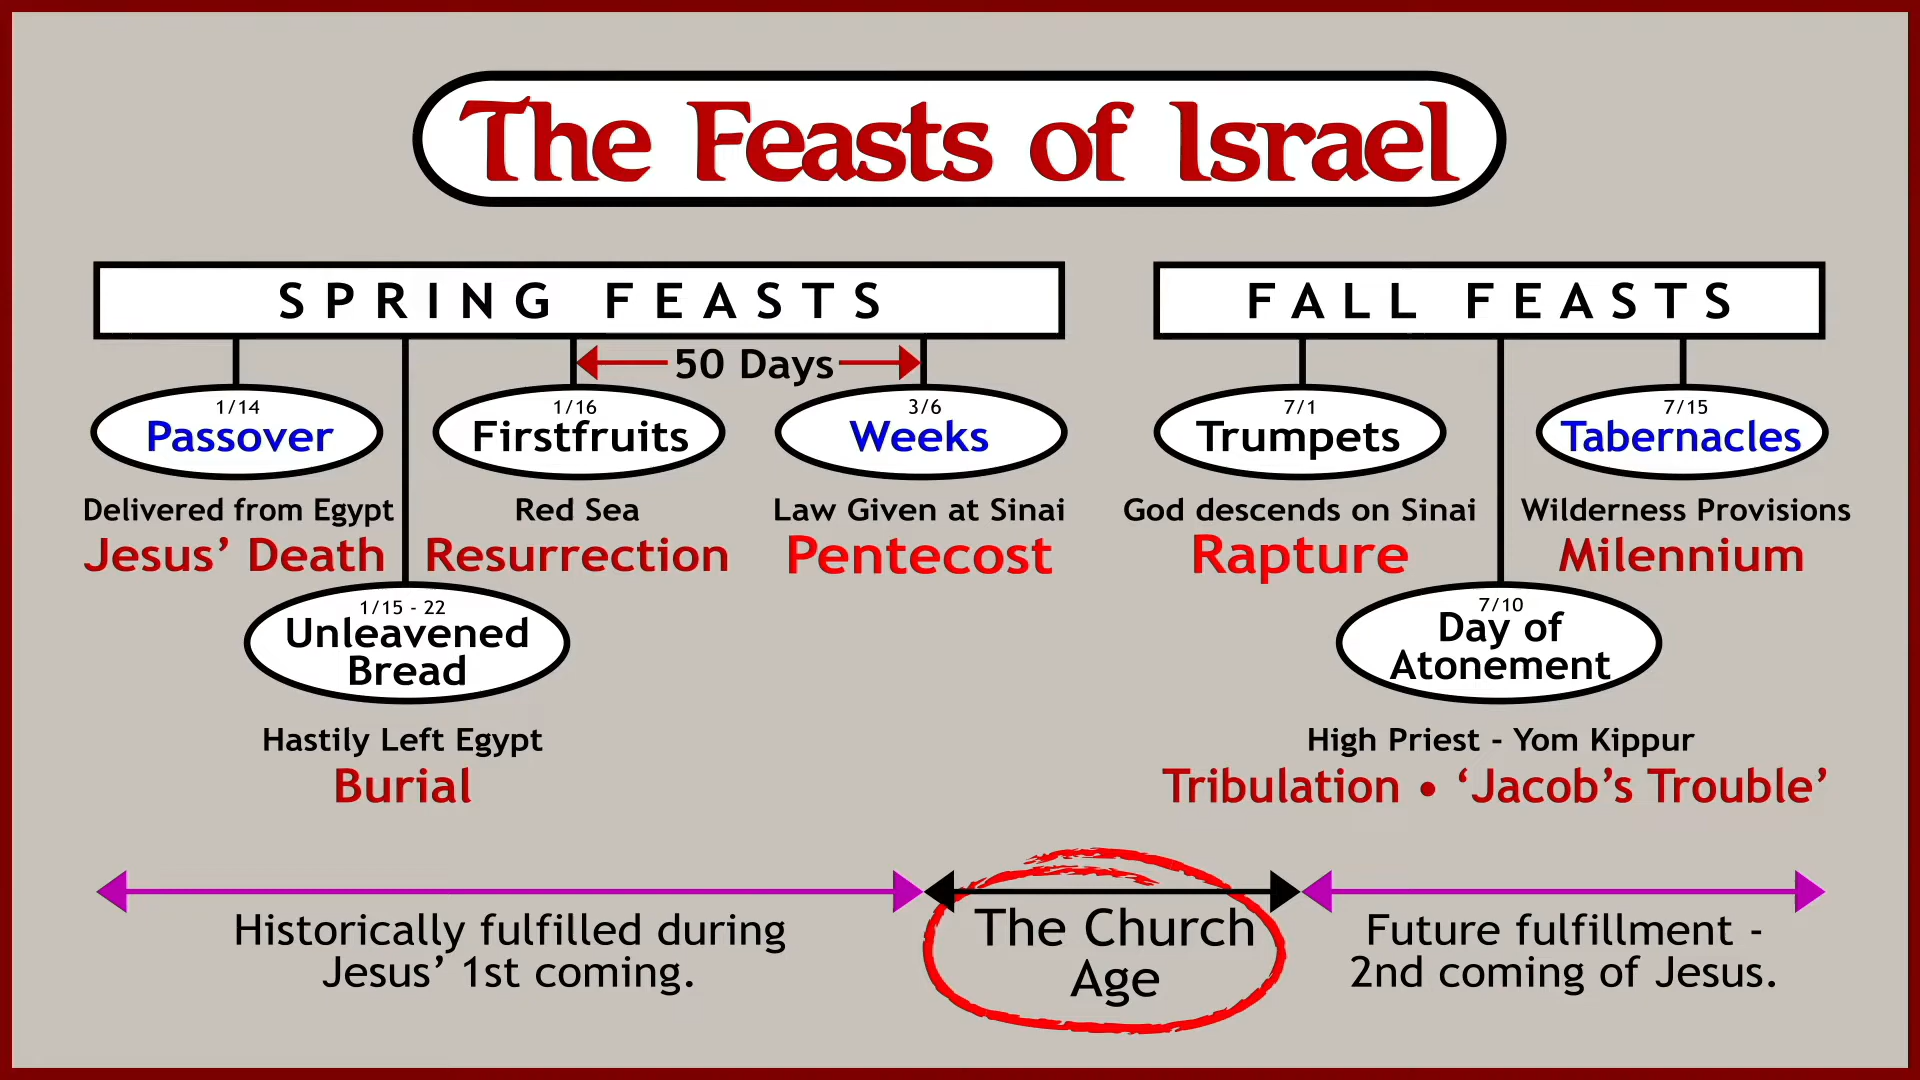 The Feasts of Israel
SPRING FEASTS
50 Days
1/14
Passover
Delivered from Egypt
Jesus’ Death
1/15 - 22
Unleavened
Bread
Hastily Left Egypt
Burial
1/16
Firstfruits
Red Sea
Resurrection
3/6
Weeks
Law Given at Sinai
Pentecost
FALL FEASTS
7/1
Trumpets
God descends on Sinai
Rapture
7/10
Day of
Atonement
High Priest - Yom Kippur
Tribulation • ‘Jacob’s Trouble’
7/15
Tabernacles
Wilderness Provisions
Milennium
Historically fulfilled during
Jesus’ 1st coming.
The Church
Age
Future fulfillment -
2nd coming of Jesus.